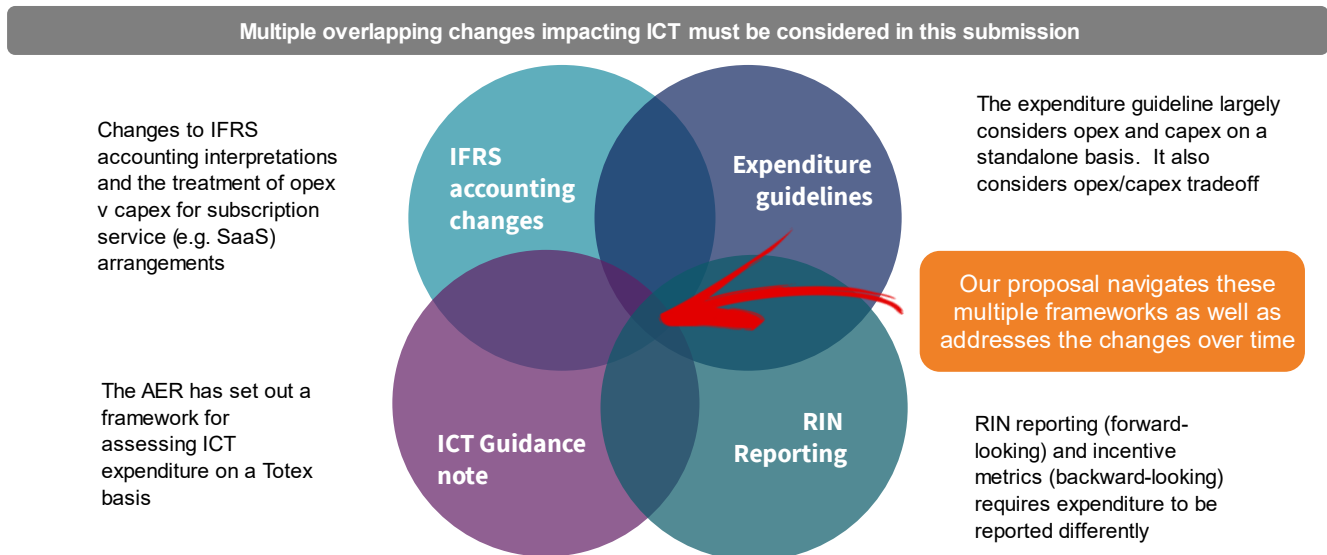 Multiple overlapping changes impacting ICT must be considered in this submission
Changes to IFRS
accounting interpretations
and the treatment of opex
v capex for subscription
service (e.g. SaaS)
arrangements
IFRS
accounting
changes
Expenditure
guidelines
The expenditure guideline largely
considers opex and capex on a
standalone basis.  It also
considers opex/capex tradeoff
Our proposal navigates these
multiple frameworks as well as
addresses the changes over time
The AER has set out a
framework for
assessing ICT
expenditure on a Totex
basis
ICT Guidance
note
RIN
Reporting
RIN reporting (forward-
looking) and incentive
metrics (backward-looking)
requires expenditure to be
reported differently